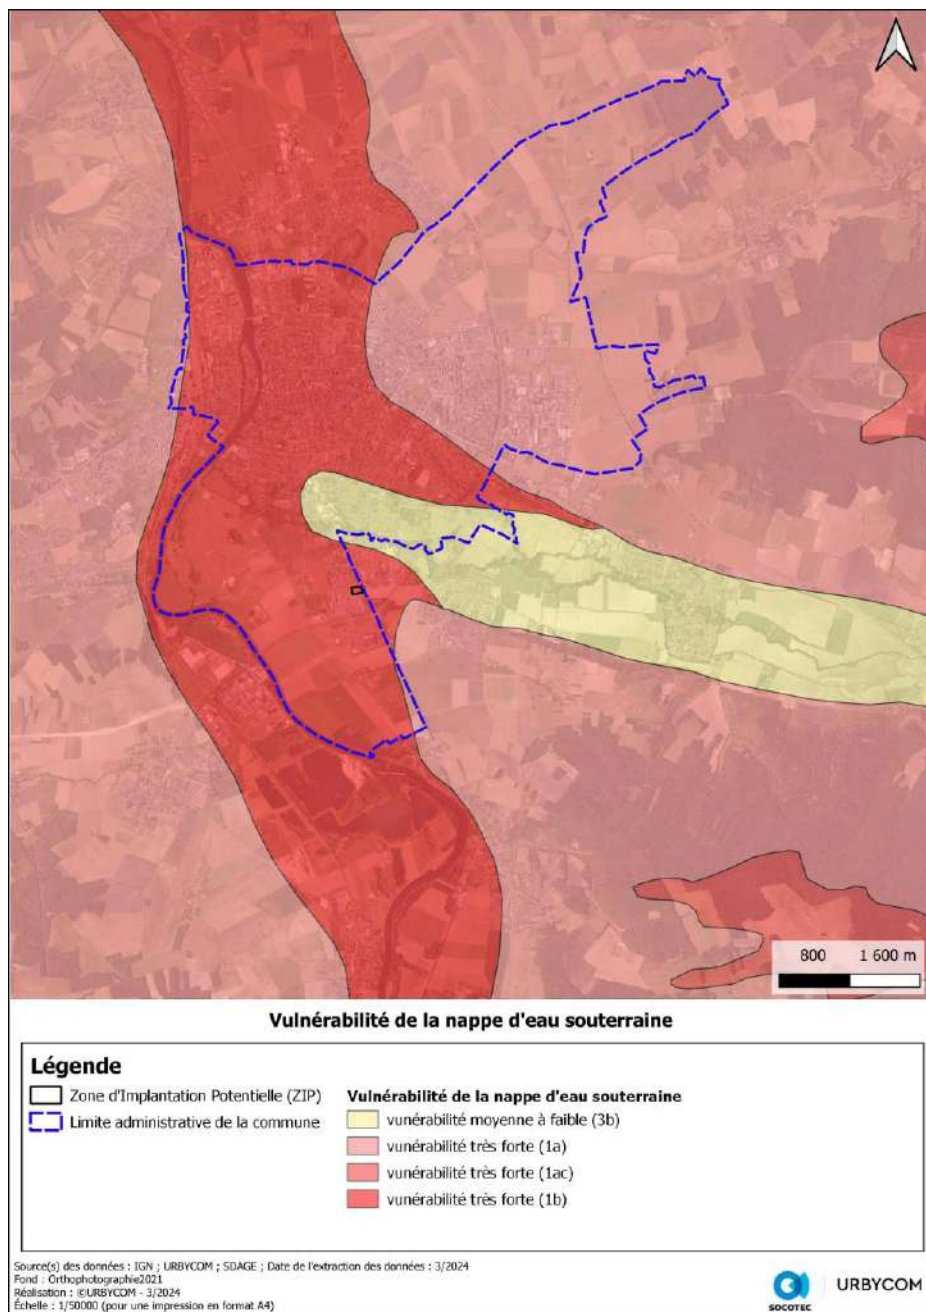 800 1 600 m
Vulnérabilité de la nappe d'eau souterraine
Légende
Zone d'Implantation Potentielle (ZIP)
Limite administrative de la commune
Vulnérabilité de la nappe d'eau souterraine
vunérabilité moyenne à faible (3b)
vunérabilité très forte (1a)
vunérabilité très forte (1ac)
vunérabilité très forte (1b)
Source(s) des données : IGN ; URBYCOM ; SDAGE ; Date de l'extraction des données : 3/2024
Fond : Orthophotographie2021
Réalisation : ©URBYCOM - 3/2024
Échelle : 1/50000 (pour une impression en format A4)
SOCOTEC
URBYCOM